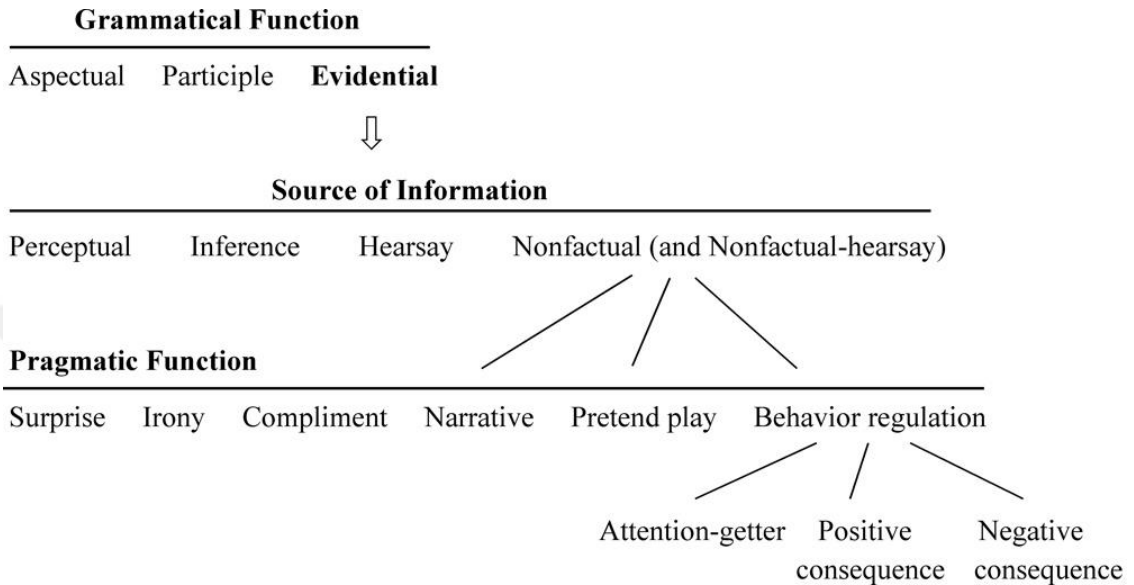 Grammatical Function
Aspectual Participle Evidential
Source of Information
Perceptual Inference Hearsay Nonfactual (and Nonfactual-hearsay)
Pragmatic Function
Surprise Irony Compliment Narrative Pretend play Behavior regulation
Attention-getter Positive Negative
consequence consequence